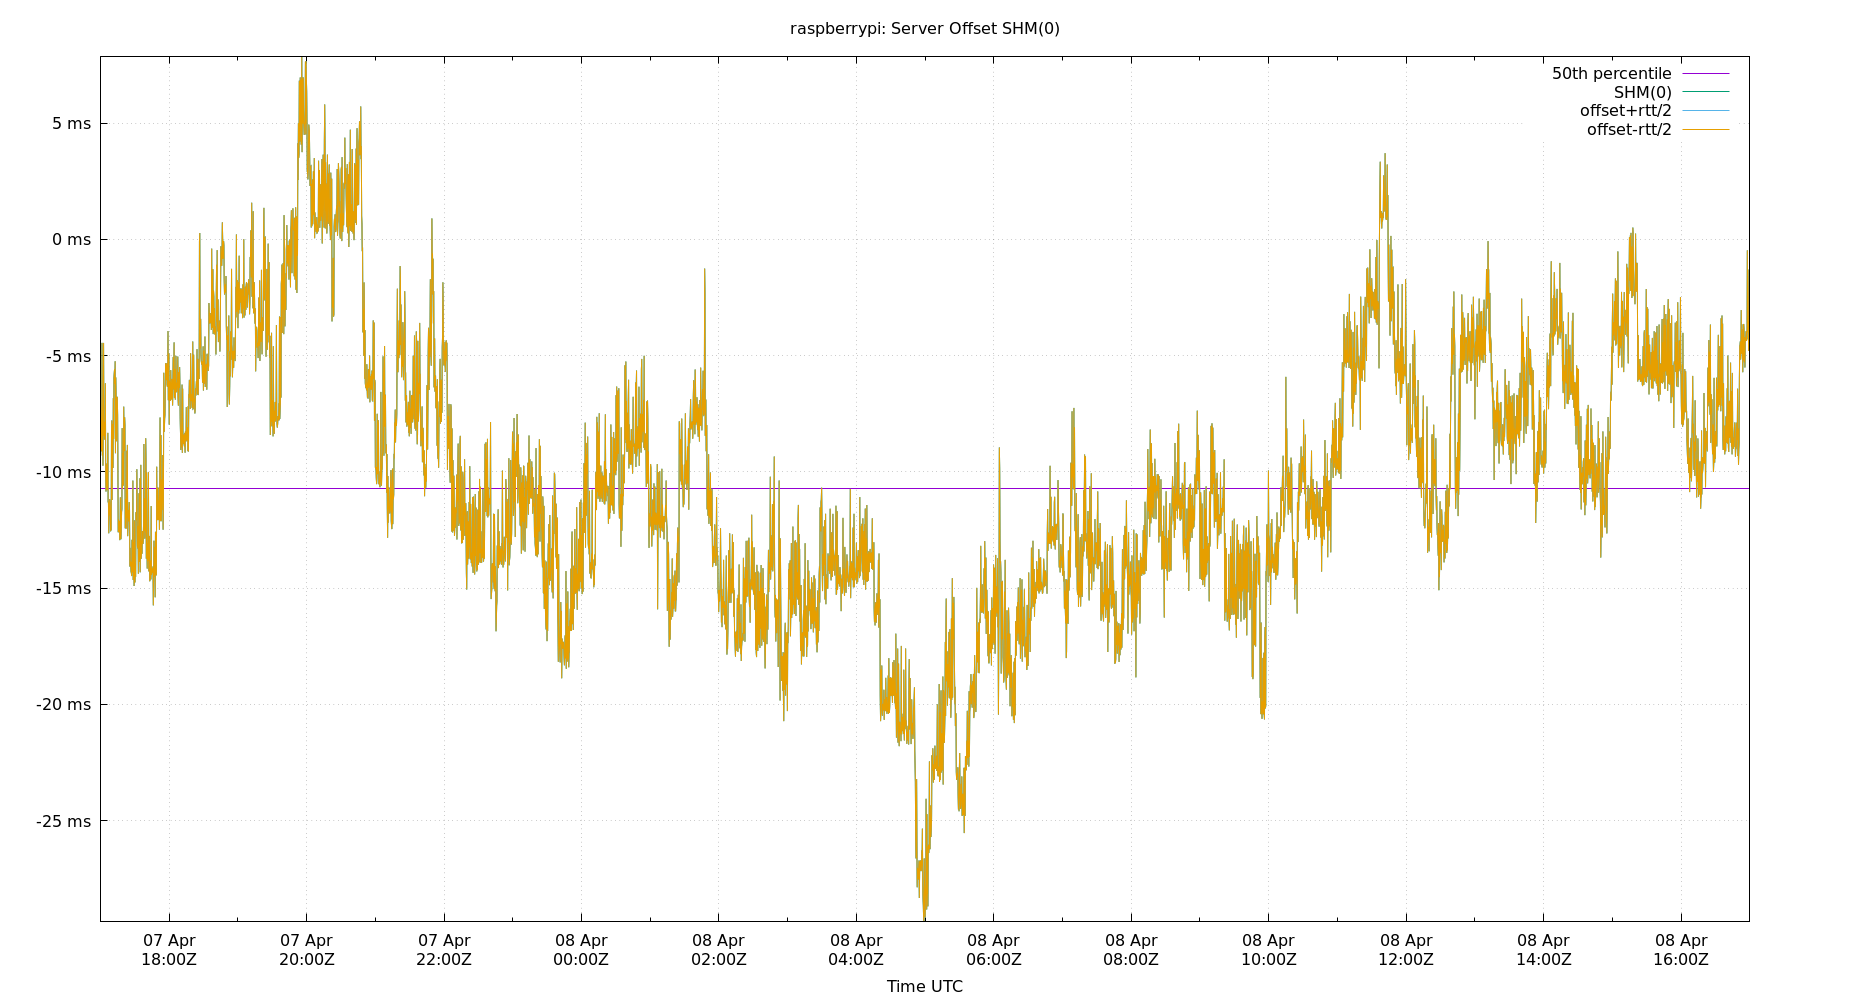 raspberrypi: Server Offset SHM(0)
50th percentile
SHM(0)
offset+rtt/2
offset-rtt/2
5 ms
0 ms
-5 ms
-10 ms
-15 ms
-20 ms
-25 ms
07 Apr 07 Apr 07 Apr 08 Apr 08 Apr 08 Apr 08 Apr 08 Apr 08 Apr 08 Apr 08 Apr 08 Apr
18:00Z 20:00Z 22:00Z 00:00Z 02:00Z 04:00Z 06:00Z 08:00Z 10:00Z 12:00Z 14:00Z 16:00Z
Time UTC